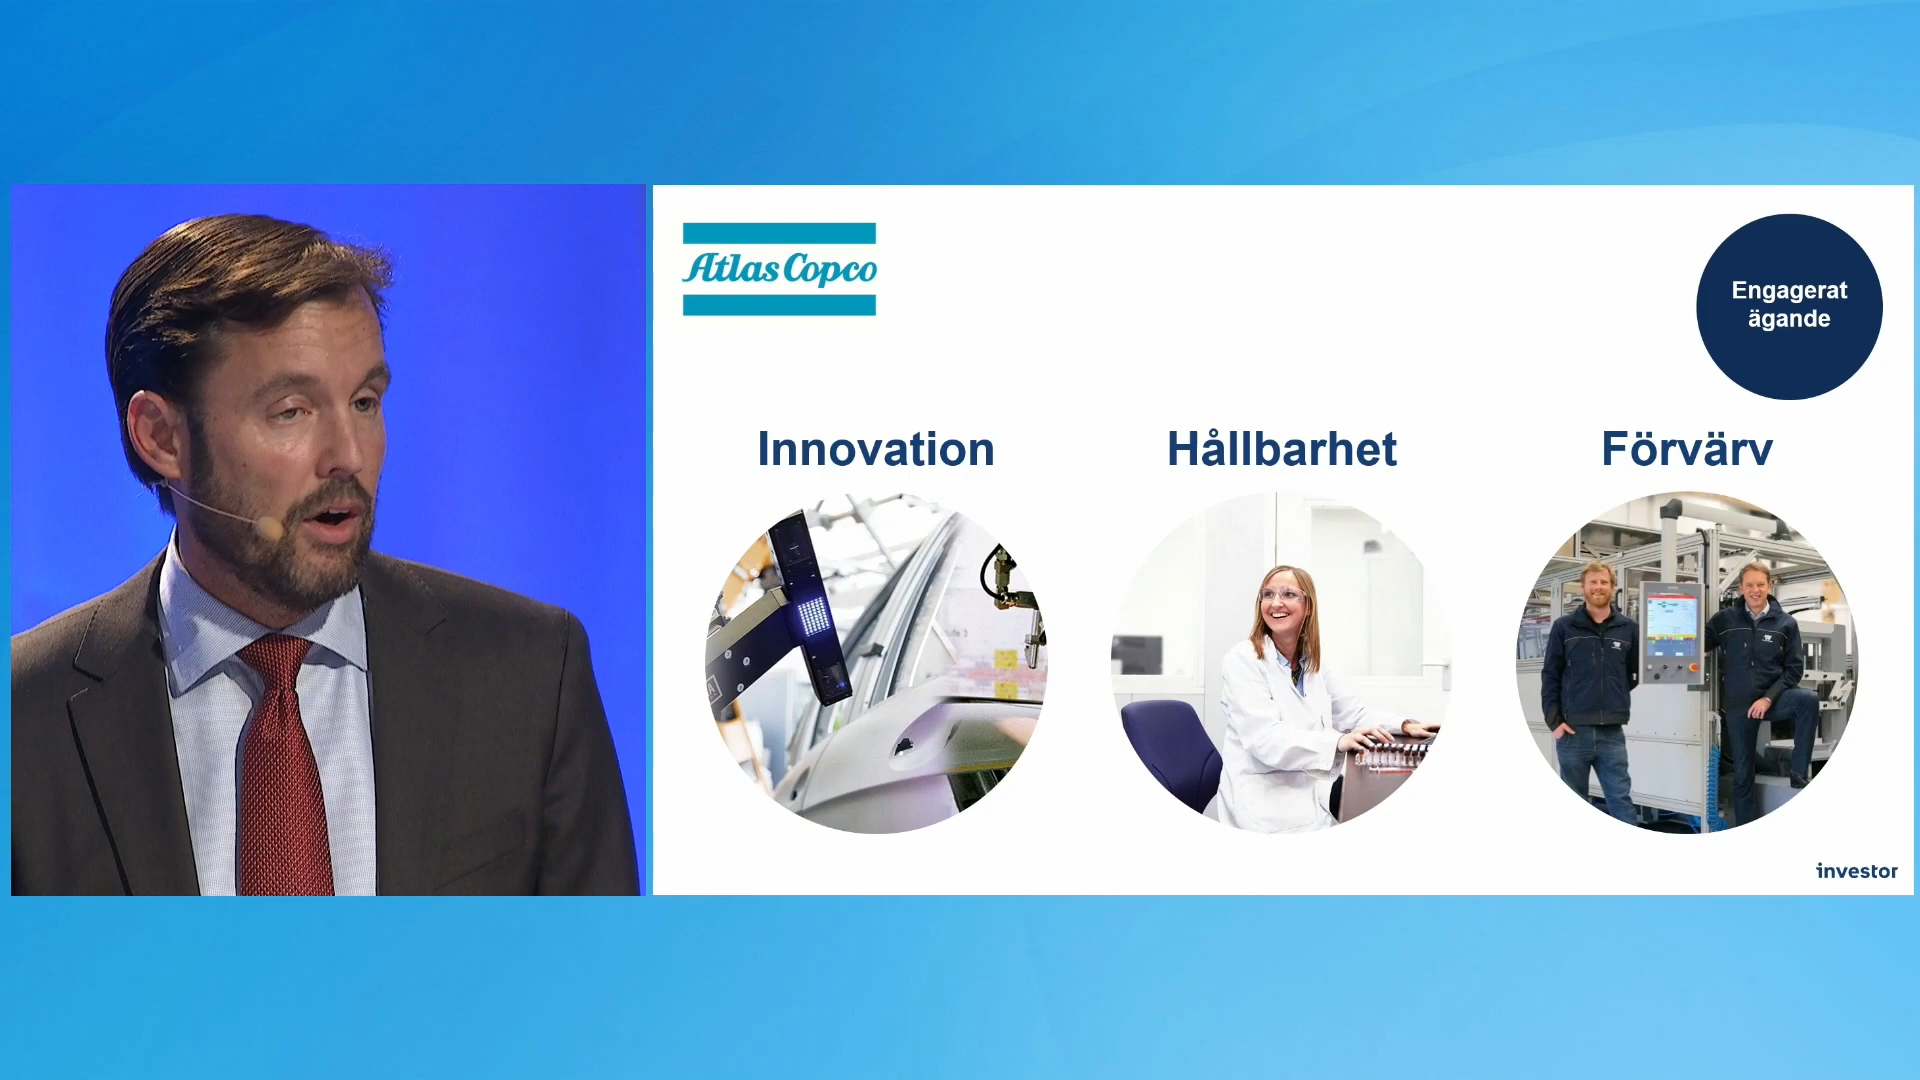 Atlas Copco
Engagerat
ägande
Innovation
Hållbarhet
Förvärv
investor